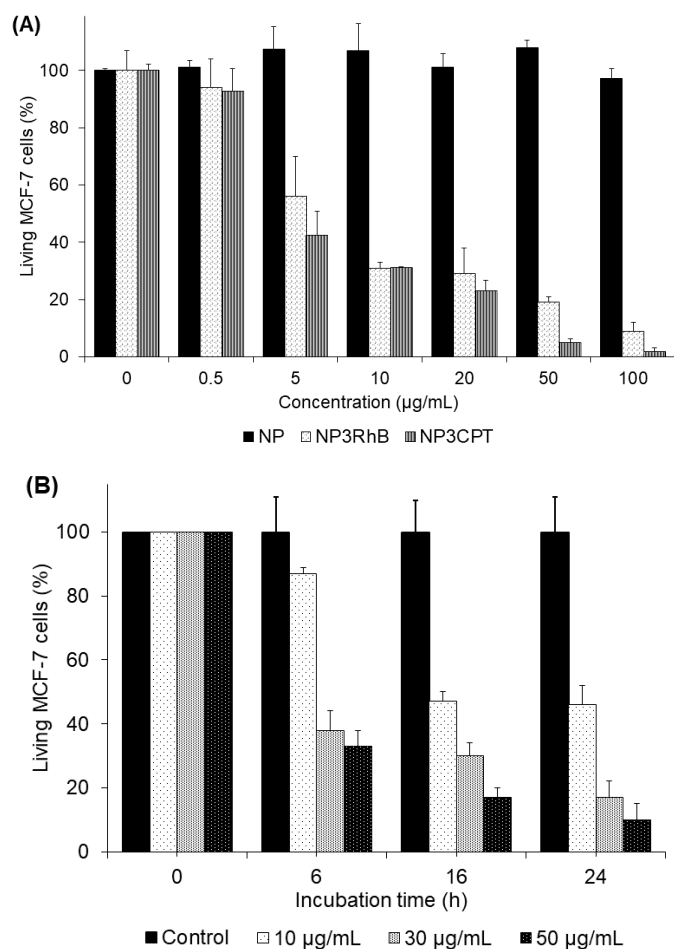 (A)
Living MCF-7 cells (%)
100
80
60
40
20
0
0 0.5 5 10 20 50 100
Concentration (µg/mL)
NP NP3RhB NP3CPT
(B)
Living MCF-7 cells (%)
100
80
60
40
20
0
0 6 16 24
Incubation time (h)
Control 10 µg/mL 30 µg/mL 50 µg/mL